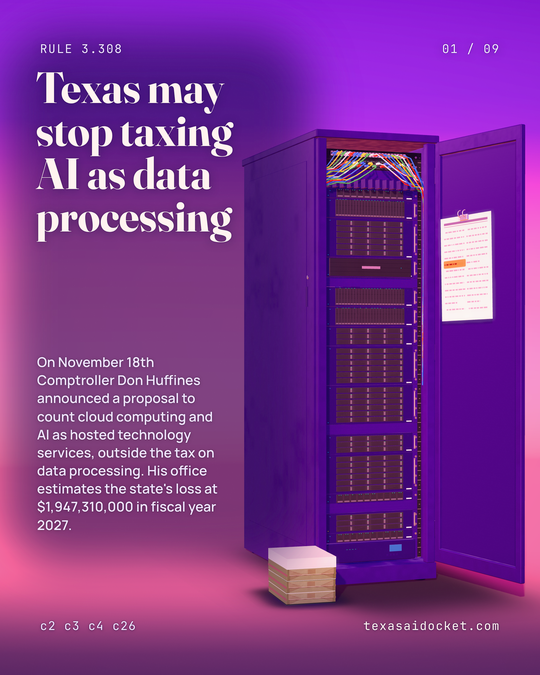 RULE 3.308
01 / 09
Texas may
stop taxing
AI as data
processing
On November 18th
Comptroller Don Huffines
announced a proposal to
count cloud computing and
AI as hosted technology
services, outside the tax on
data processing. His office
estimates the state's loss at
$1,947,310,000 in fiscal year
2027.
c2 c3 c4 c26
texasaidocket.com